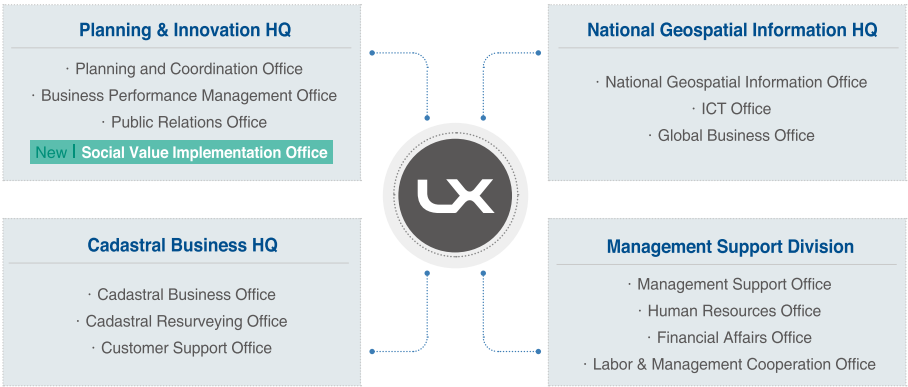 Planning & Innovation HQ
· Planning and Coordination Office
· Business Performance Management Office
· Public Relations Office
New | Social Value Implementation Office
National Geospatial Information HQ
· National Geospatial Information Office
· ICT Office
· Global Business Office
LX
Cadastral Business HQ
· Cadastral Business Office
· Cadastral Resurveying Office
· Customer Support Office
Management Support Division
· Management Support Office
· Human Resources Office
· Financial Affairs Office
· Labor & Management Cooperation Office